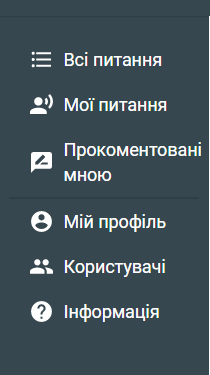 Всі питання
Мої питання
Прокоментовані
мною
Мій профіль
Користувачі
Інформація